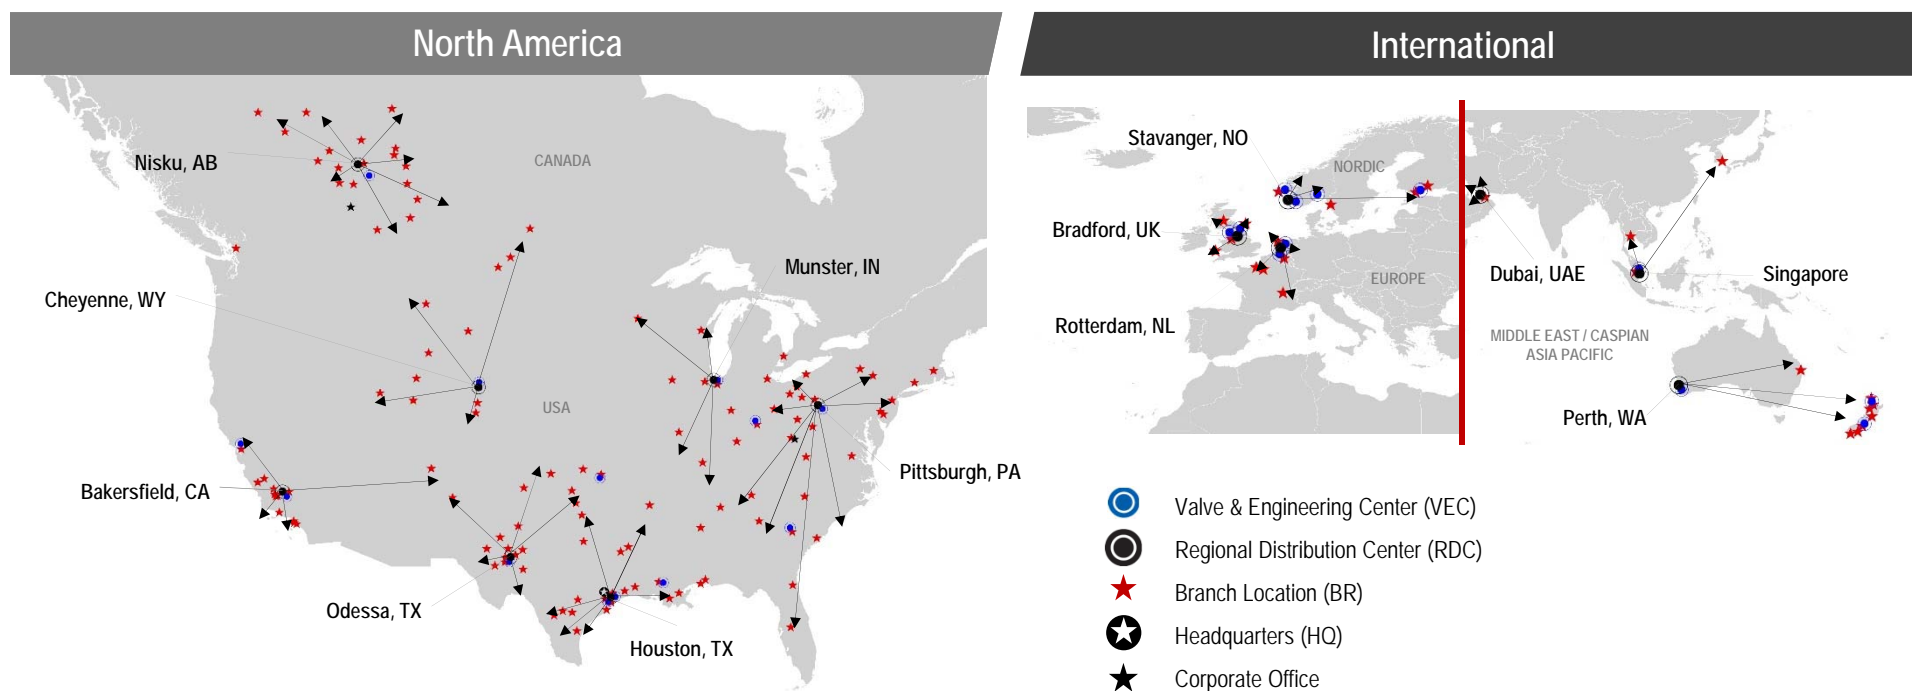 North America
International
Nisku, AB
CANADA
Cheyenne, WY
Munster, IN
USA
Bakersfield, CA
Pittsburgh, PA
Odessa, TX
Houston, TX
Stavanger, NO
NORDIC
Bradford, UK
EUROPE
Rotterdam, NL
Dubai, UAE
Singapore
MIDDLE EAST / CASPIAN
ASIA PACIFIC
Perth, WA
Valve & Engineering Center (VEC)
Regional Distribution Center (RDC)
Branch Location (BR)
Headquarters (HQ)
Corporate Office